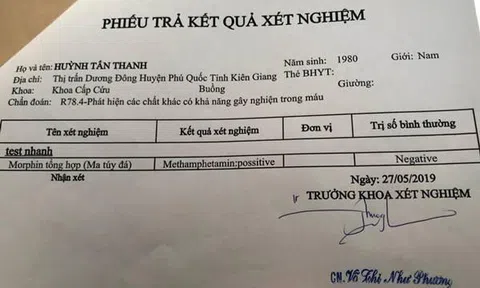 PHIẾU TRẢ KẾT QUẢ XÉT NGHIỆM
Họ và tên: HUỲNH TẤN THANH Năm sinh: 1980 Giới: Nam
Địa chỉ: Thị trấn Dương Đông Huyện Phú Quốc Tỉnh Kiên Giang Thẻ BHYT:
Khoa: Khoa Cấp Cứu Buồng Giường:
Chẩn đoán: R78.4-Phát hiện các chất khác có khả năng gây nghiện trong máu
Tên xét nghiệm Kết quả xét nghiệm Đơn vị Trị số bình thường
test nhanh
Morphin tổng hợp (Ma túy đá) Methamphetamin:possitive Negative
Nhận xét Ngày: 27/05/2019
TRƯỞNG KHOA XÉT NGHIỆM
CN. Võ Thị Như Phương